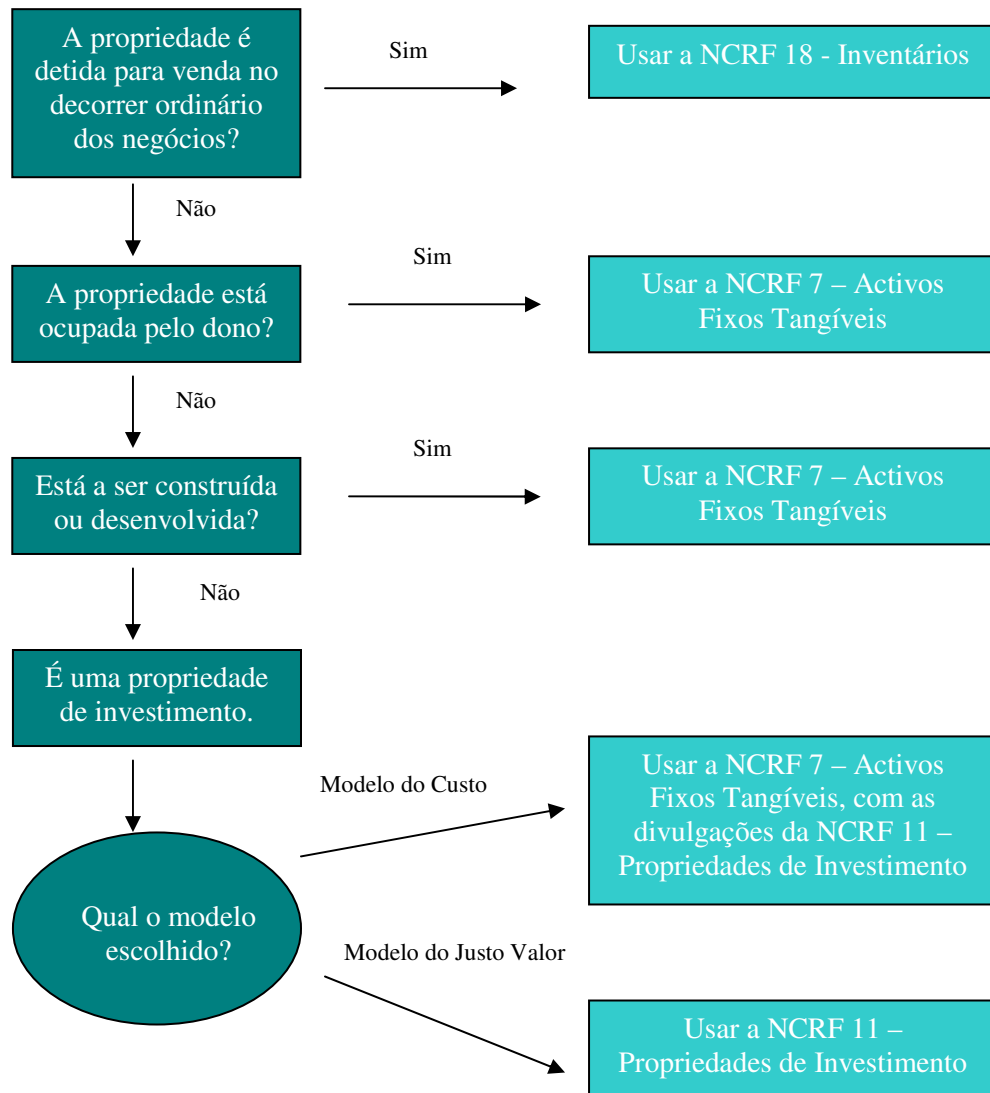 A propriedade é
detida para venda no
decorrer ordinário
dos negócios?
Sim
Usar a NCRF 18 - Inventários
Não
A propriedade está
ocupada pelo dono?
Sim
Usar a NCRF 7 – Activos
Fixos Tangíveis
Não
Está a ser construída
ou desenvolvida?
Sim
Usar a NCRF 7 – Activos
Fixos Tangíveis
Não
É uma propriedade
de investimento.
Qual o modelo
escolhido?
Modelo do Custo
Usar a NCRF 7 – Activos
Fixos Tangíveis, com as
divulgações da NCRF 11 –
Propriedades de Investimento
Modelo do Justo Valor
Usar a NCRF 11 –
Propriedades de Investimento